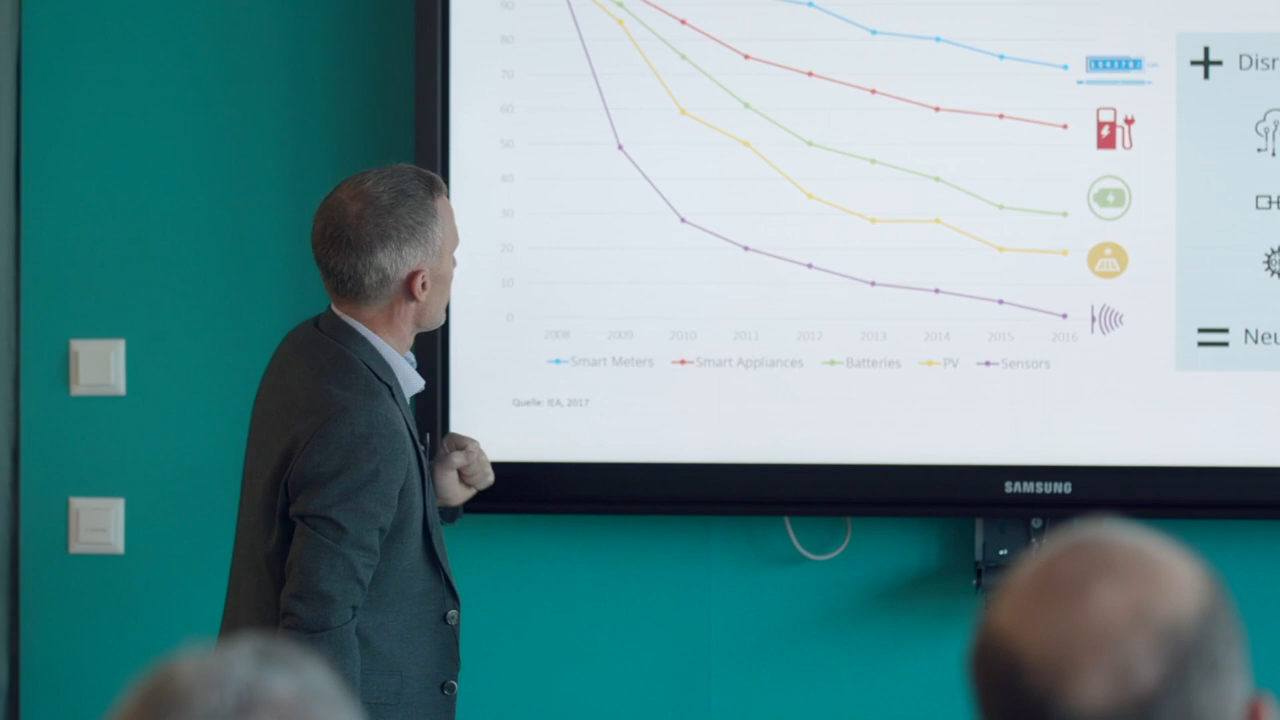 90
80
70
60
50
40
30
20
10
0
2008 2009 2010 2011 2012 2013 2014 2015 2016
Smart Meters Smart Appliances Batteries PV Sensors
Quelle: IEA, 2017
+ Disr
= Neu
SAMSUNG